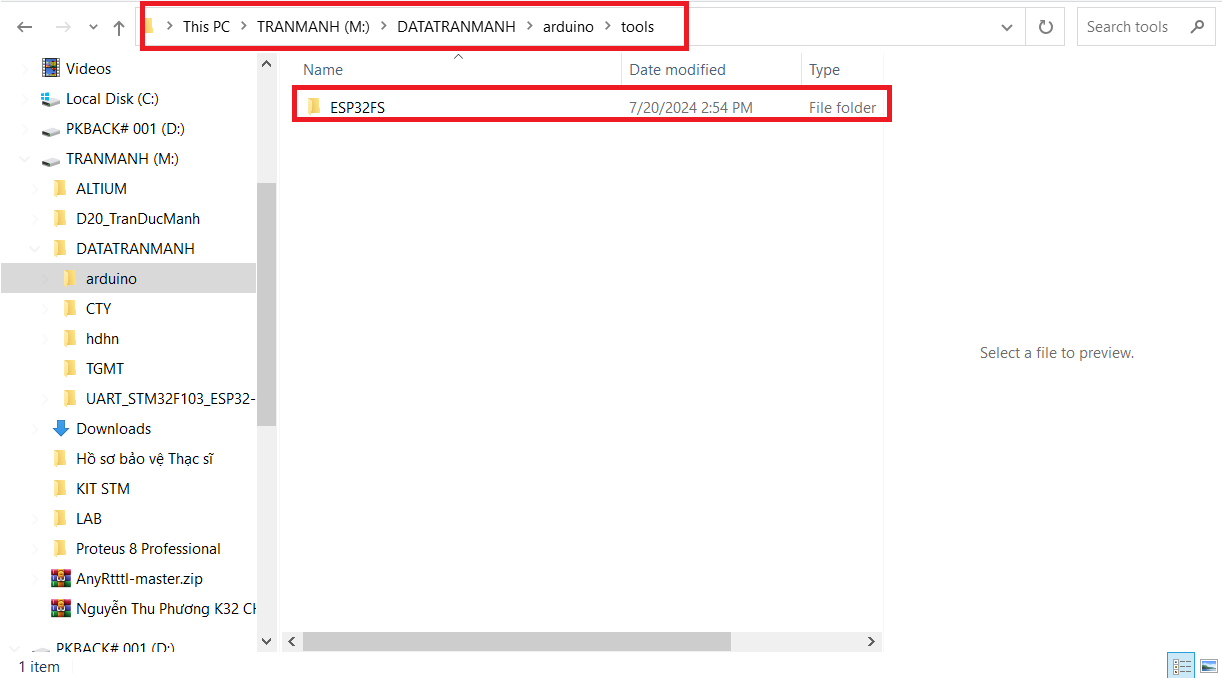 This PC > TRANMANH (M:) > DATATRANMANH > arduino > tools
Search tools
Videos
Local Disk (C:)
PKBACK# 001 (D:)
TRANMANH (M:)
ALTIUM
D20_TranDucManh
DATATRANMANH
arduino
CTY
hdhn
TGMT
UART_STM32F103_ESP32-
Downloads
Hồ sơ bảo vệ Thạc sĩ
KIT STM
LAB
Proteus 8 Professional
AnyRtttl-master.zip
Nguyễn Thu Phương K32 CH
PKBACK# 001 (D:)
Name Date modified Type
ESP32FS 7/20/2024 2:54 PM File folder
Select a file to preview.
1 item